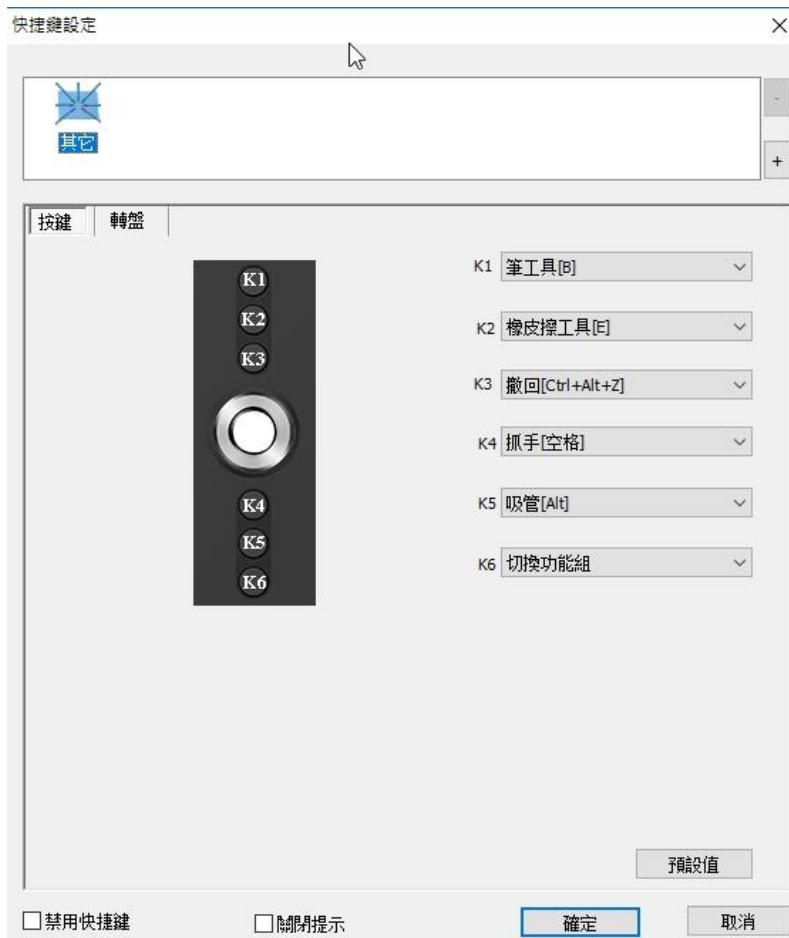 快捷鍵設定
其它
-
+
按鍵 轉盤
K1
K2
K3
K4
K5
K6
K1 筆工具[B]
K2 橡皮擦工具[E]
K3 撤回[Ctrl+Alt+Z]
K4 抓手[空格]
K5 吸管[Alt]
K6 切換功能組
預設值
禁用快捷鍵 關閉提示 確定 取消